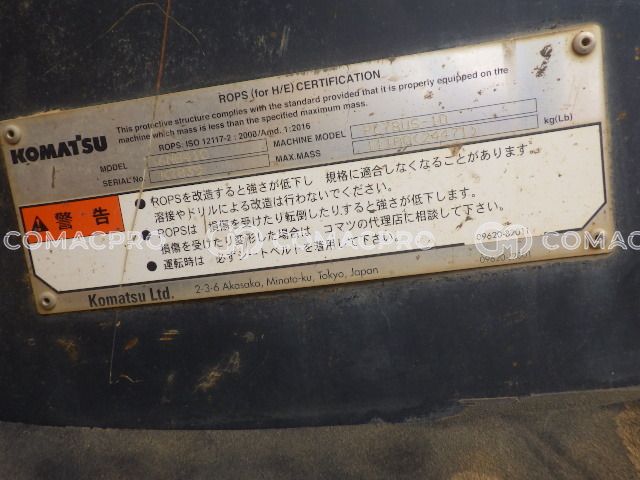 ROPS (for H/E) CERTIFICATION
This protective structure complies with the standard provided that it is properly equipped on the
machine which mass is less than the specified maximum mass.
KOMATSU
ROPS: ISO 12117-2 : 2008/Amd. 1:2016
MODEL
MACHINE MODEL PC78US-10
SERIAL No.
MAX.MASS
kg(Lb)
警告
● ROPSを改造すると強さが低下し 規格に適合しなくなることがあります。
溶接やドリルによる改造は行わないでください。
● ROPSは 損傷を受けたり転倒したりすると強さが低下します。
損傷を受けたり変形した場合は コマツの代理店に相談して下さい。
● 運転時は 必ずシートベルトを着用して下さい。
Komatsu Ltd.
2-3-6 Akasaka, Minato-ku, Tokyo, Japan
COMACPRO
COMACPRO